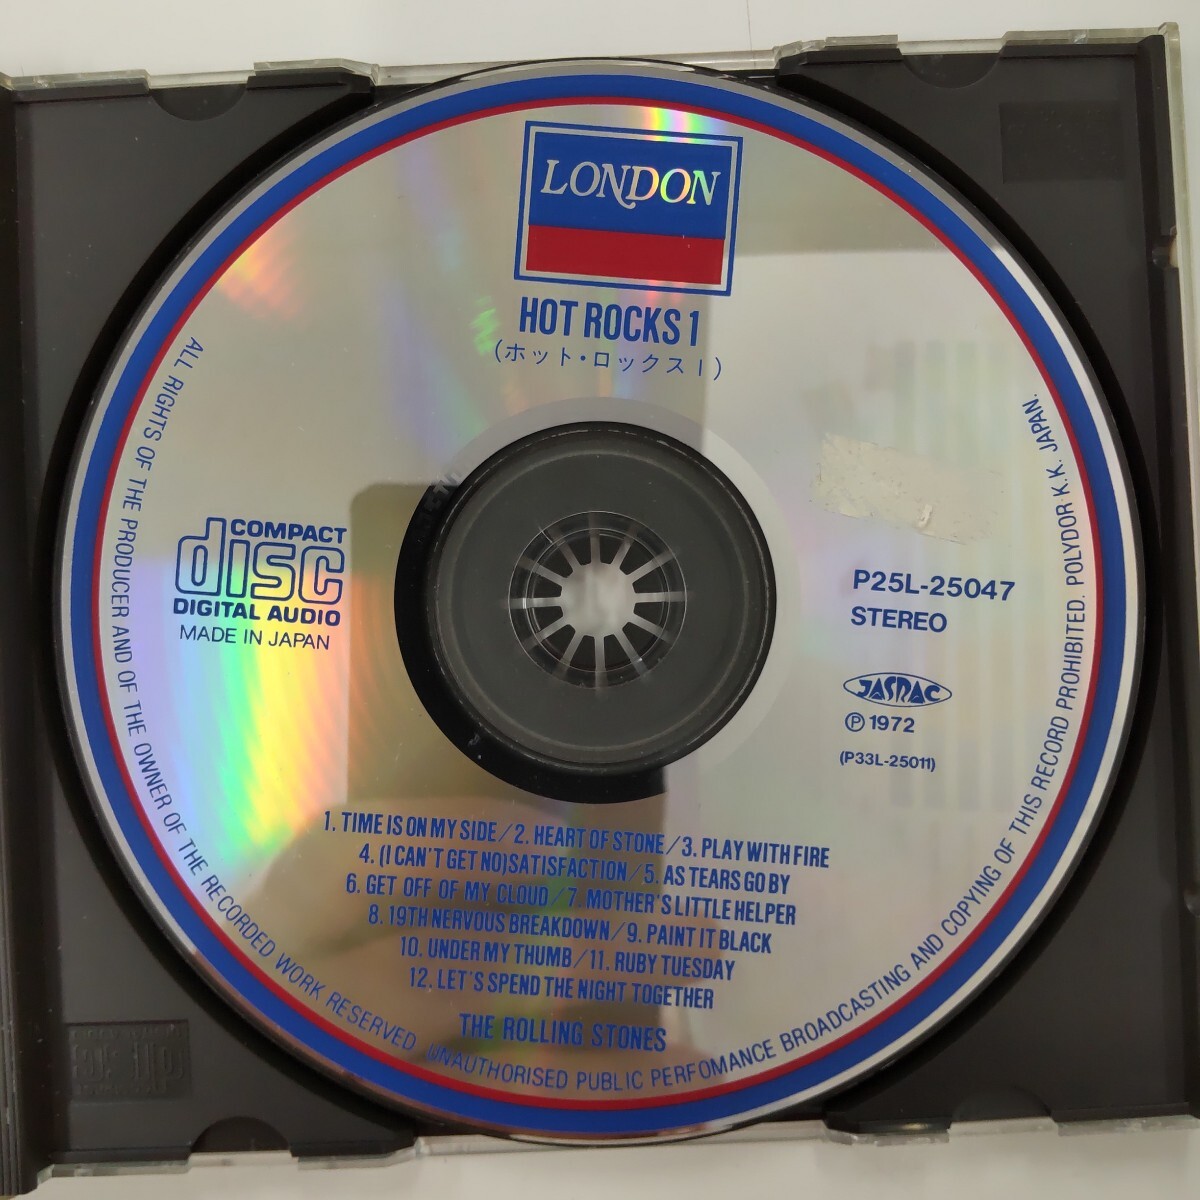 LONDON
HOT ROCKS 1
(ホット・ロックス I)
COMPACT
disc
DIGITAL AUDIO
MADE IN JAPAN
P25L-25047
STEREO
JASRAC
Ⓟ 1972
(P33L-25011)
1. TIME IS ON MY SIDE/2. HEART OF STONE/3. PLAY WITH FIRE
4. (I CAN'T GET NO)SATISFACTION/5. AS TEARS GO BY
6. GET OFF OF MY CLOUD/7. MOTHER'S LITTLE HELPER
8. 19TH NERVOUS BREAKDOWN/9. PAINT IT BLACK
10. UNDER MY THUMB/11. RUBY TUESDAY
12. LET'S SPEND THE NIGHT TOGETHER
THE ROLLING STONES
ALL RIGHTS OF THE PRODUCER AND OF THE OWNER OF THE RECORDED WORK RESERVED. UNAUTHORISED PUBLIC PERFOMANCE BROADCASTING AND COPYING OF THIS RECORD PROHIBITED. POLYDOR K.K. JAPAN.